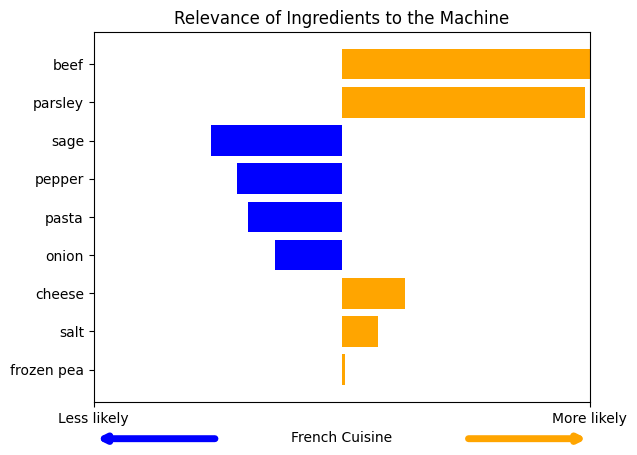 Relevance of Ingredients to the Machine
beef
parsley
sage
pepper
pasta
onion
cheese
salt
frozen pea
Less likely
More likely
French Cuisine